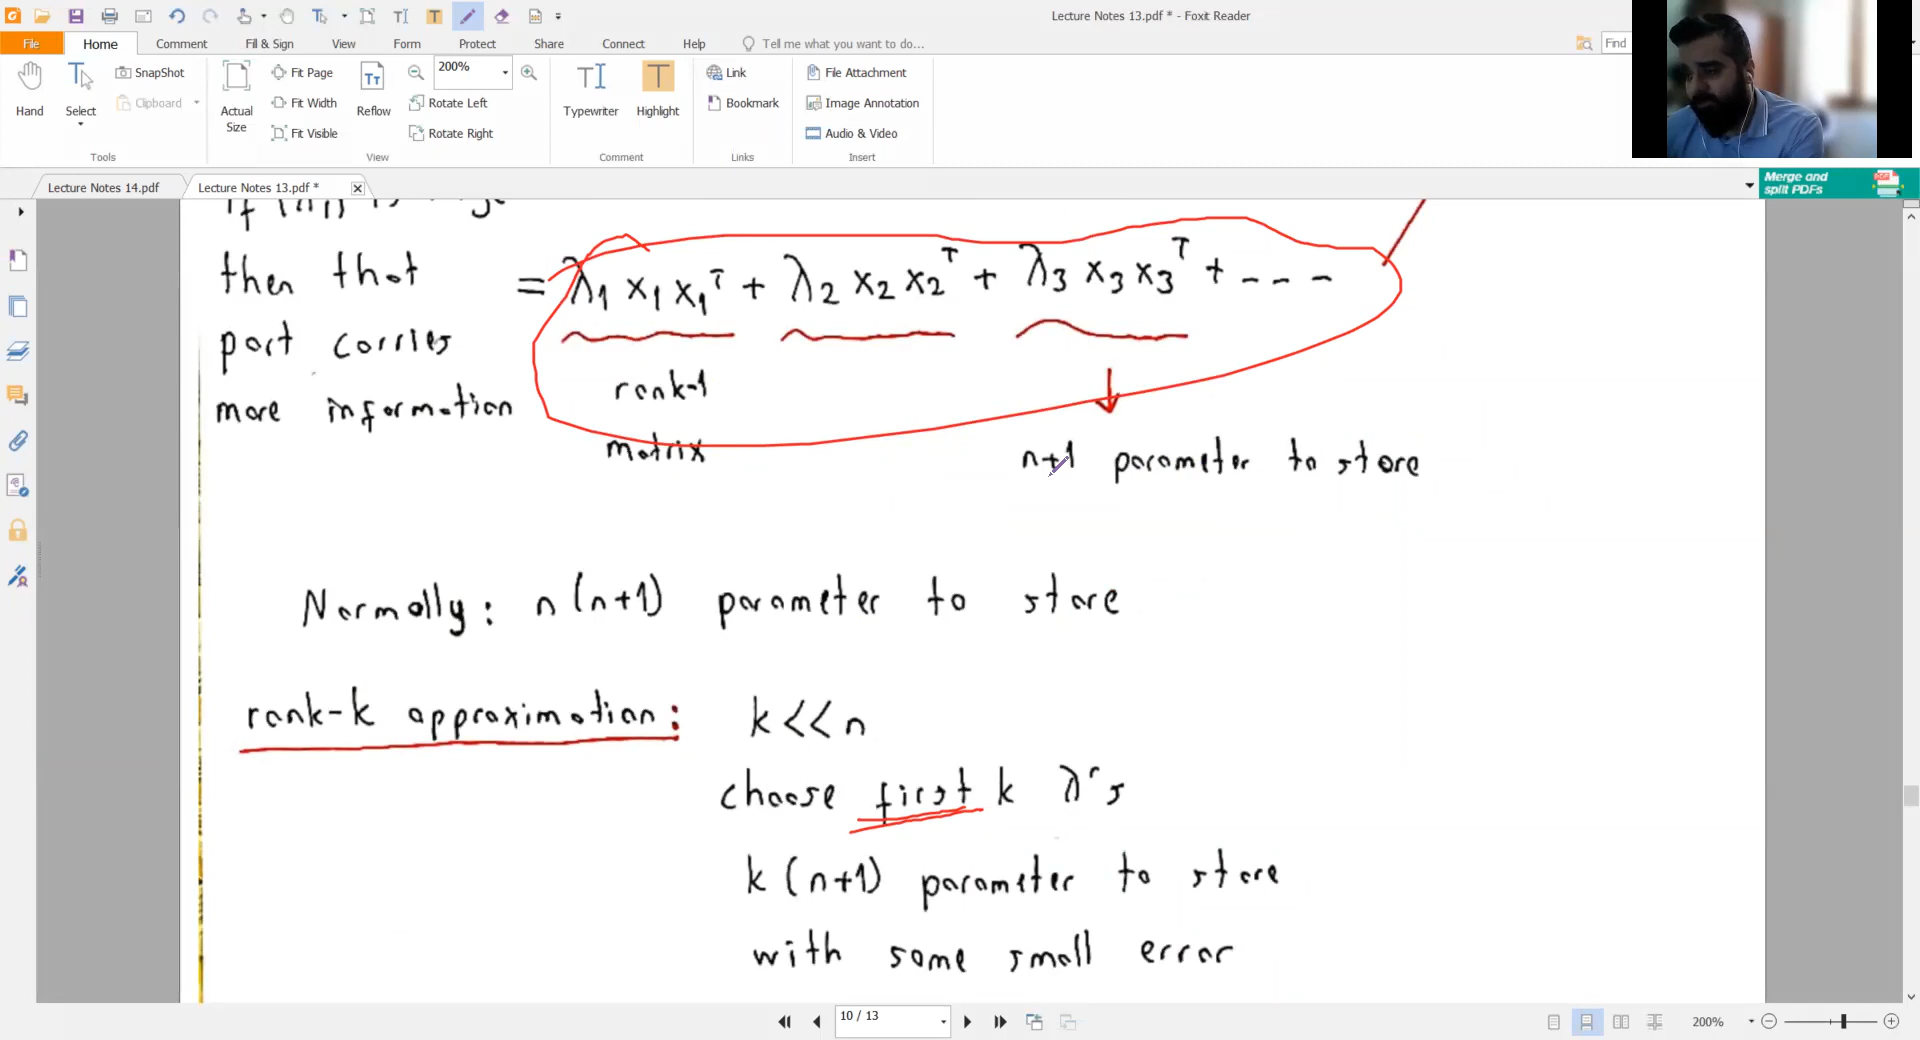 Lecture Notes 13.pdf * - Foxit Reader
File Home Comment Fill & Sign View Form Protect Share Connect Help Tell me what you want to do... Find
Hand
Select
SnapShot
Clipboard
Actual Size
Fit Page
Fit Width
Fit Visible
Reflow
200%
Rotate Left
Rotate Right
Typewriter
Highlight
Link
Bookmark
File Attachment
Image Annotation
Audio & Video
Tools View Comment Links Insert
Lecture Notes 14.pdf Lecture Notes 13.pdf *
Merge and
split PDFs
then that
part carries
more information
= λ1 x1 x1ᵀ + λ2 x2 x2ᵀ + λ3 x3 x3ᵀ + ----
rank-1
matrix
n+1 parameter to store
Normally: n(n+1) parameter to store
rank-k approximation: k<<n
choose first k λ's
k(n+1) parameter to store
with some small error
10 / 13
200%